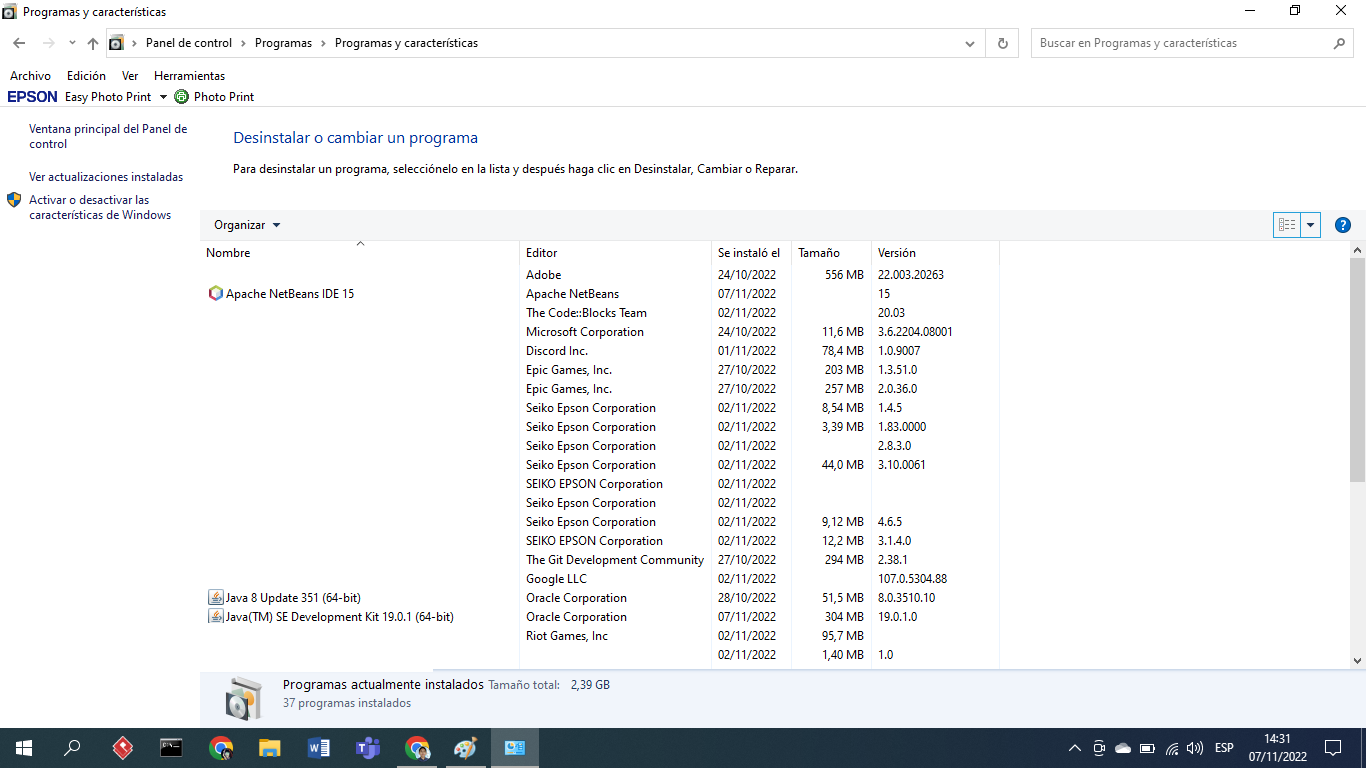 Programas y características
Panel de control > Programas > Programas y características
Buscar en Programas y características
Archivo Edición Ver Herramientas
EPSON Easy Photo Print Photo Print
Ventana principal del Panel de
control
Ver actualizaciones instaladas
Activar o desactivar las
características de Windows
Desinstalar o cambiar un programa
Para desinstalar un programa, selecciónelo en la lista y después haga clic en Desinstalar, Cambiar o Reparar.
Organizar
Nombre Editor Se instaló el Tamaño Versión
Adobe 24/10/2022 556 MB 22.003.20263
Apache NetBeans IDE 15 Apache NetBeans 07/11/2022 15
The Code::Blocks Team 02/11/2022 20.03
Microsoft Corporation 24/10/2022 11,6 MB 3.6.2204.08001
Discord Inc. 01/11/2022 78,4 MB 1.0.9007
Epic Games, Inc. 27/10/2022 203 MB 1.3.51.0
Epic Games, Inc. 27/10/2022 257 MB 2.0.36.0
Seiko Epson Corporation 02/11/2022 8,54 MB 1.4.5
Seiko Epson Corporation 02/11/2022 3,39 MB 1.83.0000
Seiko Epson Corporation 02/11/2022 2.8.3.0
Seiko Epson Corporation 02/11/2022 44,0 MB 3.10.0061
SEIKO EPSON Corporation 02/11/2022
Seiko Epson Corporation 02/11/2022
Seiko Epson Corporation 02/11/2022 9,12 MB 4.6.5
SEIKO EPSON Corporation 02/11/2022 12,2 MB 3.1.4.0
The Git Development Community 27/10/2022 294 MB 2.38.1
Google LLC 02/11/2022 107.0.5304.88
Java 8 Update 351 (64-bit) Oracle Corporation 28/10/2022 51,5 MB 8.0.3510.10
Java(TM) SE Development Kit 19.0.1 (64-bit) Oracle Corporation 07/11/2022 304 MB 19.0.1.0
Riot Games, Inc 02/11/2022 95,7 MB
02/11/2022 1,40 MB 1.0
Programas actualmente instalados Tamaño total: 2,39 GB
37 programas instalados
ESP
14:31
07/11/2022